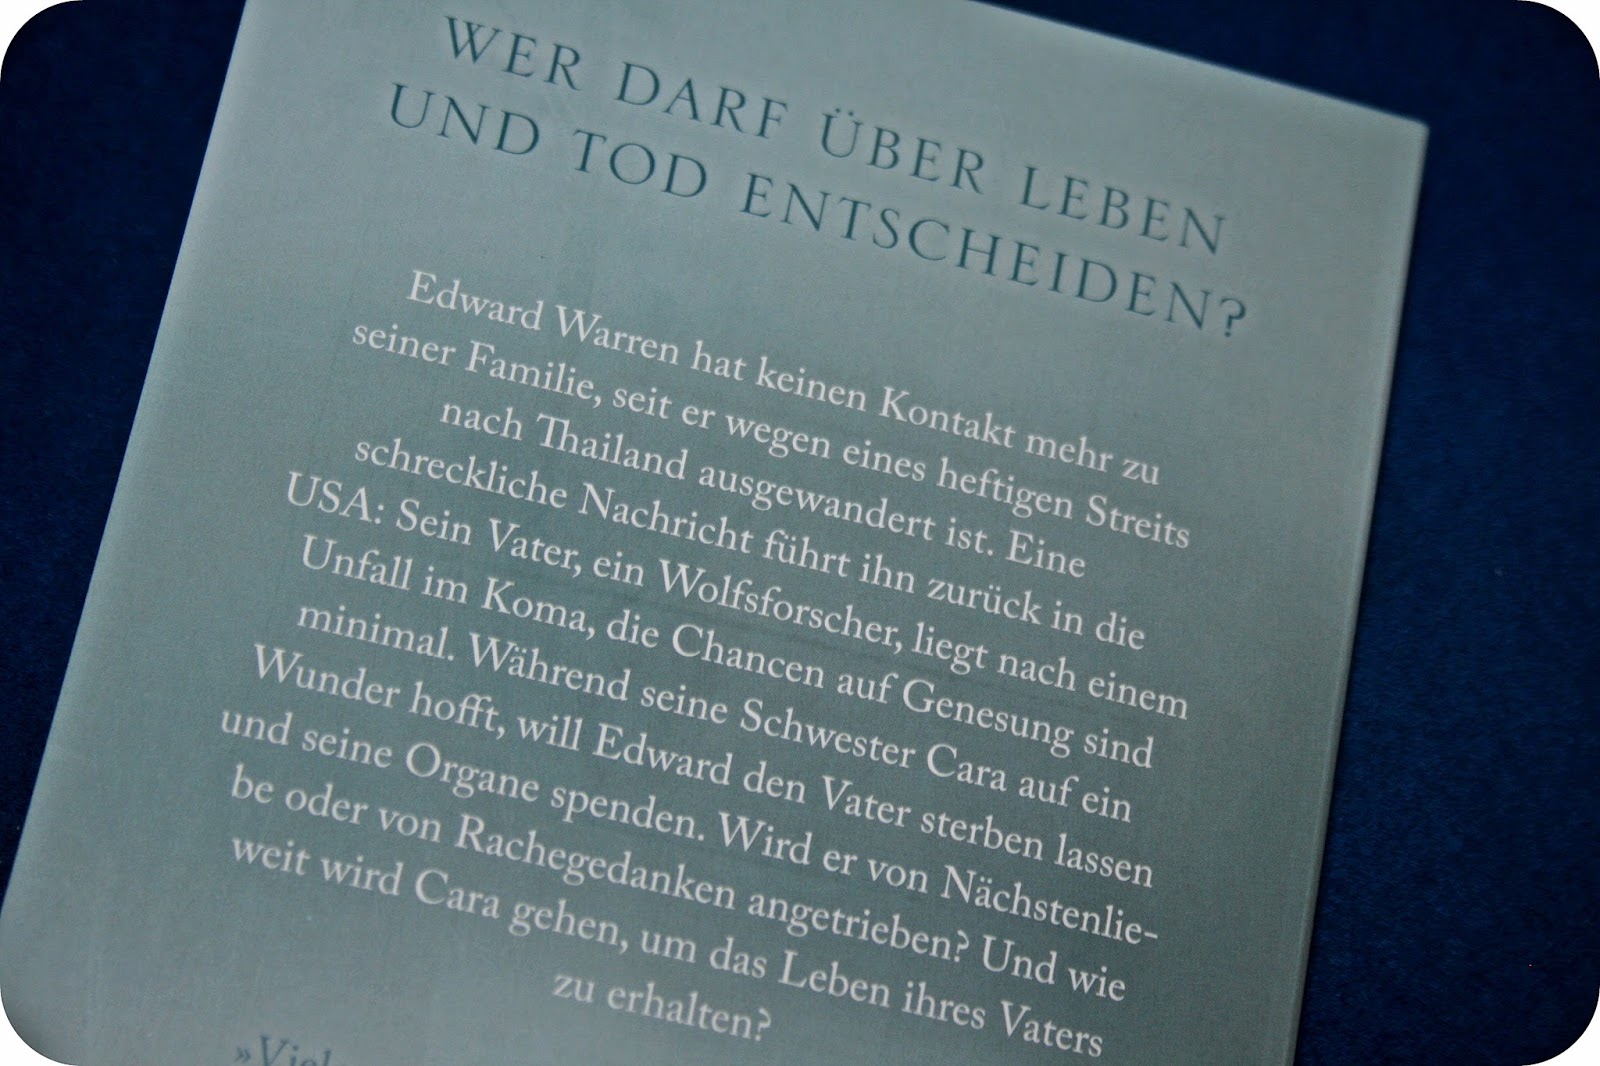 WER DARF ÜBER LEBEN
UND TOD ENTSCHEIDEN?
Edward Warren hat keinen Kontakt mehr zu
seiner Familie, seit er wegen eines heftigen Streits
nach Thailand ausgewandert ist. Eine
schreckliche Nachricht führt ihn zurück in die
USA: Sein Vater, ein Wolfsforscher, liegt nach einem
Unfall im Koma, die Chancen auf Genesung sind
minimal. Während seine Schwester Cara auf ein
Wunder hofft, will Edward den Vater sterben lassen
und seine Organe spenden. Wird er von Nächstenlie-
be oder von Rachegedanken angetrieben? Und wie
weit wird Cara gehen, um das Leben ihres Vaters
zu erhalten?